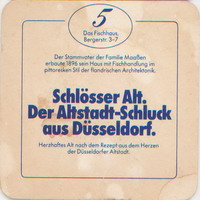 5
Das Fischhaus,
Bergerstr. 3-7
Der Stammvater der Familie Maaßen
erbaute 1896 sein Haus mit Fischhandlung im
pittoresken Stil der flandrischen Architektonik.
Schlösser Alt.
Der Altstadt-Schluck
aus Düsseldorf.
Herzhaftes Alt nach dem Rezept aus dem Herzen
der Düsseldorfer Altstadt.